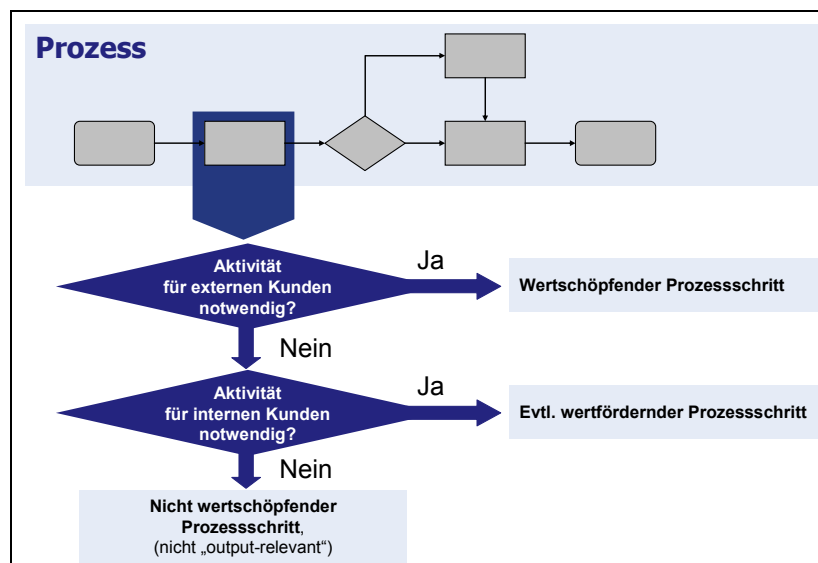 Prozess
Aktivität
für externen Kunden
notwendig?
Ja
Wertschöpfender Prozessschritt
Nein
Aktivität
für internen Kunden
notwendig?
Ja
Evtl. wertfördernder Prozessschritt
Nein
Nicht wertschöpfender
Prozessschritt,
(nicht „output-relevant“)